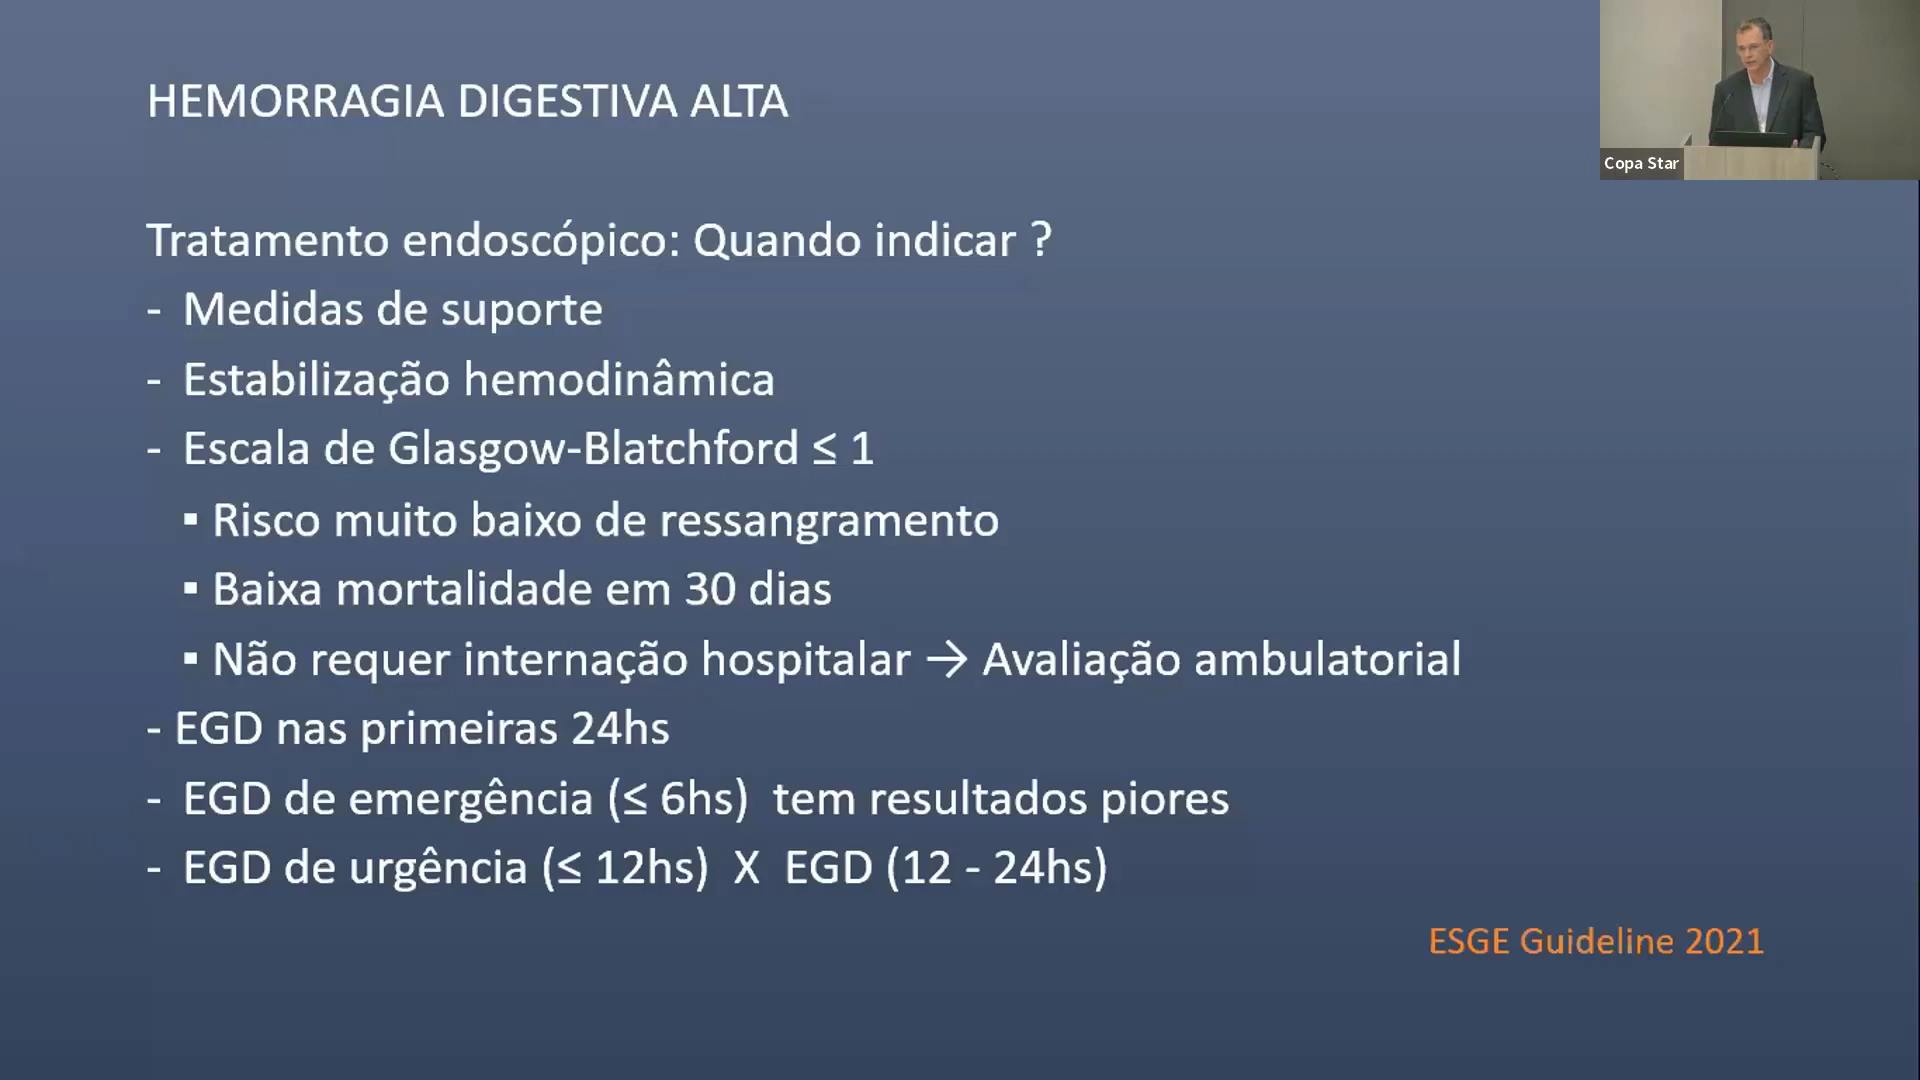 HEMORRAGIA DIGESTIVA ALTA
Copa Star
Tratamento endoscópico: Quando indicar ?
- Medidas de suporte
- Estabilização hemodinâmica
- Escala de Glasgow-Blatchford ≤ 1
▪ Risco muito baixo de ressangramento
▪ Baixa mortalidade em 30 dias
▪ Não requer internação hospitalar → Avaliação ambulatorial
- EGD nas primeiras 24hs
- EGD de emergência (≤ 6hs) tem resultados piores
- EGD de urgência (≤ 12hs) X EGD (12 - 24hs)
ESGE Guideline 2021